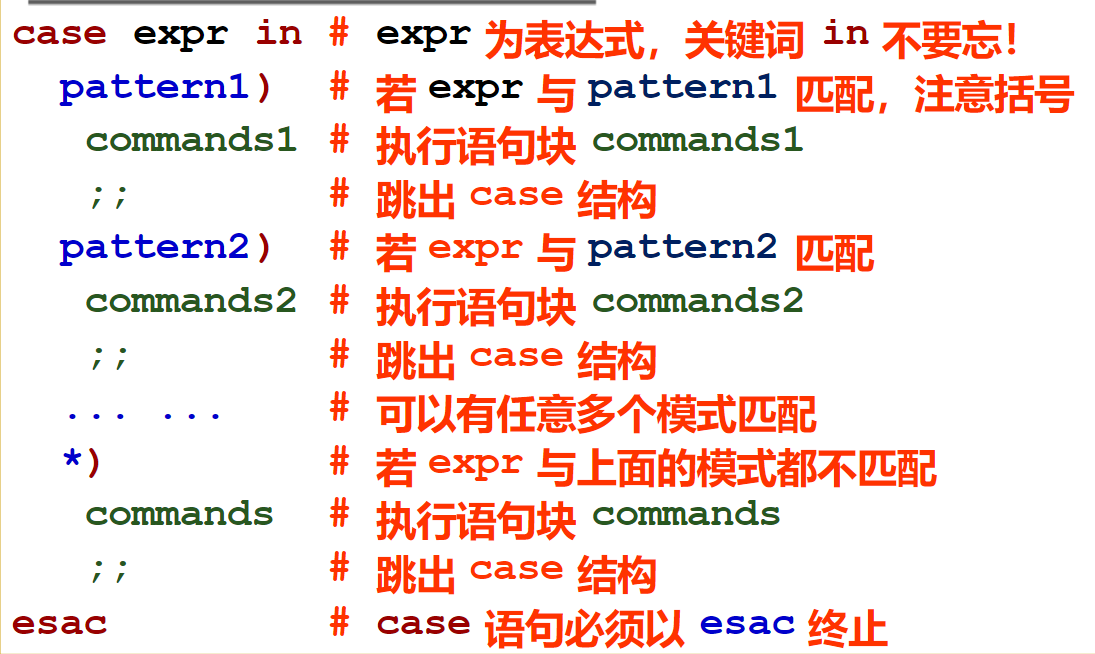 case expr in # expr 为表达式，关键词 in 不要忘！
pattern1) # 若 expr 与 pattern1 匹配，注意括号
commands1 # 执行语句块 commands1
;; # 跳出 case 结构
pattern2) # 若 expr 与 pattern2 匹配
commands2 # 执行语句块 commands2
;; # 跳出 case 结构
... ... # 可以有任意多个模式匹配
*) # 若 expr 与上面的模式都不匹配
commands # 执行语句块 commands
;; # 跳出 case 结构
esac # case 语句必须以 esac 终止